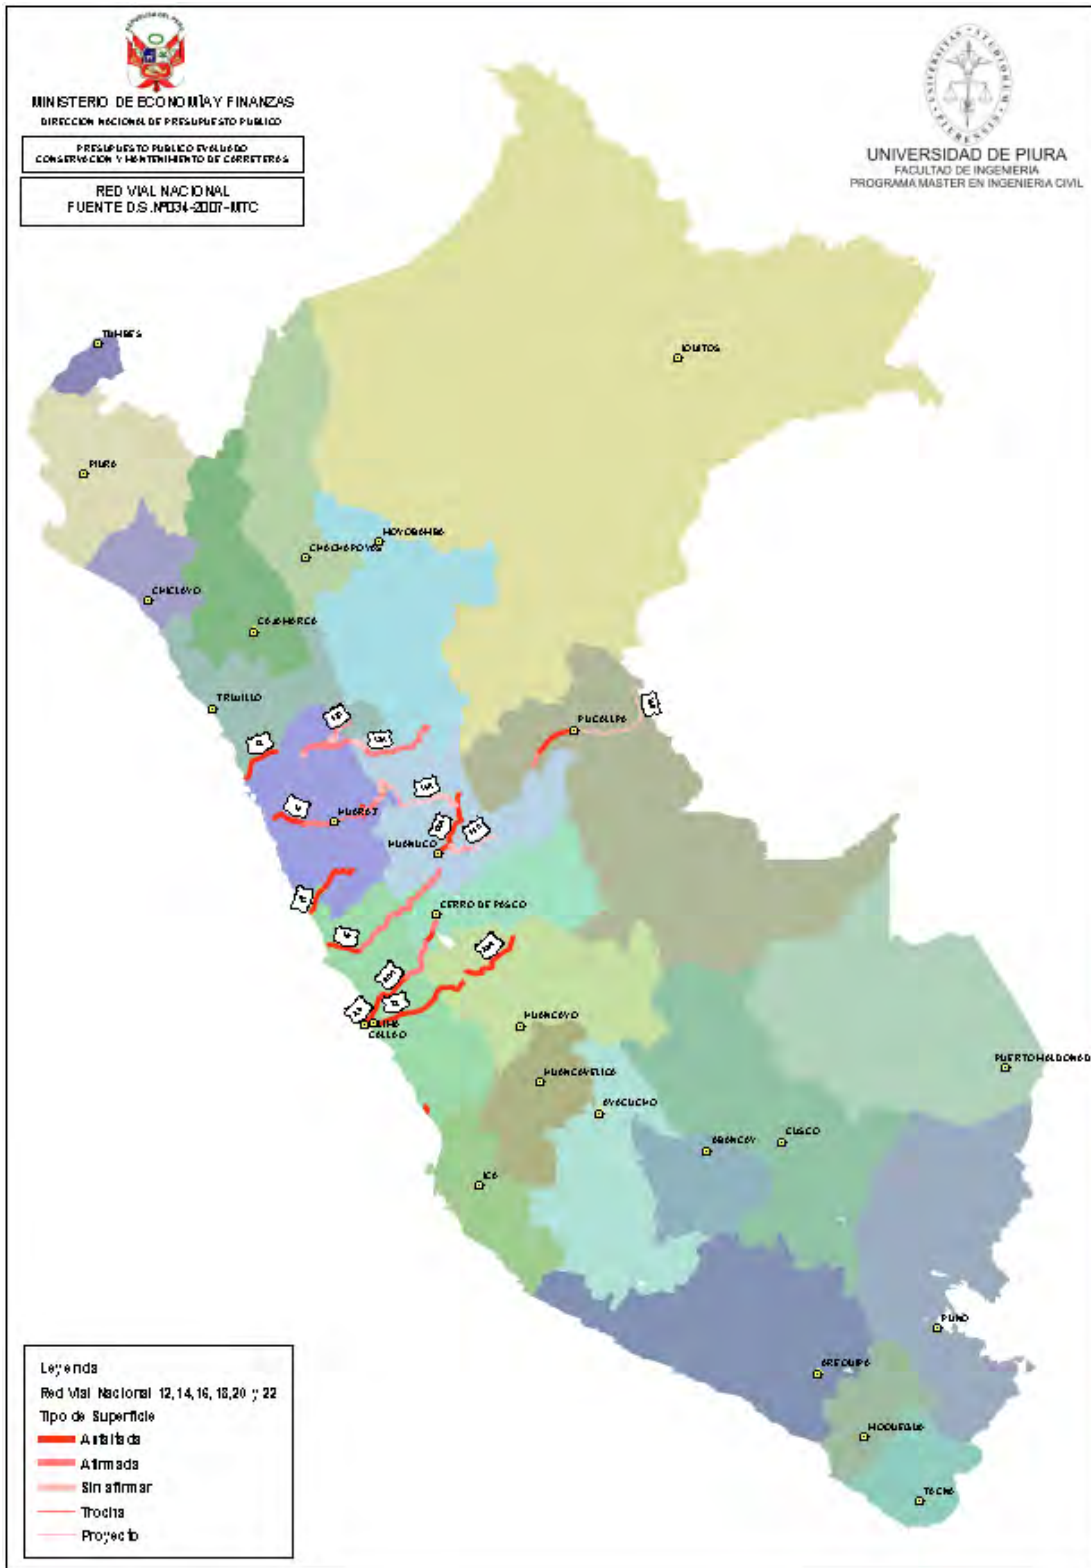 MINISTERIO DE ECONOMÍA Y FINANZAS
DIRECCION NACIONAL DE PRESUPUESTO PUBLICO
PRESUPUESTO PUBLICO EVALUADO
CONSERVACION Y MANTENIMIENTO DE CARRETERAS
RED VIAL NACIONAL
FUENTE D.S.Nº034-2007-MTC
UNIVERSIDAD DE PIURA
FACULTAD DE INGENIERIA
PROGRAMA MASTER EN INGENIERIA CIVIL
TUMBES
IQUITOS
PIURA
MOYOBAMBA
CHACHAPOYAS
CHICLAYO
CAJAMARCA
TRUJILLO
PUCALLPA
HUARAZ
HUANUCO
CERRO DE PASCO
LIMA
CALLAO
HUANCAYO
PUERTO MALDONADO
HUANCAVELICA
AYACUCHO
CUSCO
ABANCAY
ICA
PUNO
AREQUIPA
MOQUEGUA
TACNA
Leyenda
Red Vial Nacional 12,14,16,18,20 y 22
Tipo de Superficie
Asfaltada
Afirmada
Sin afirmar
Trocha
Proyecto